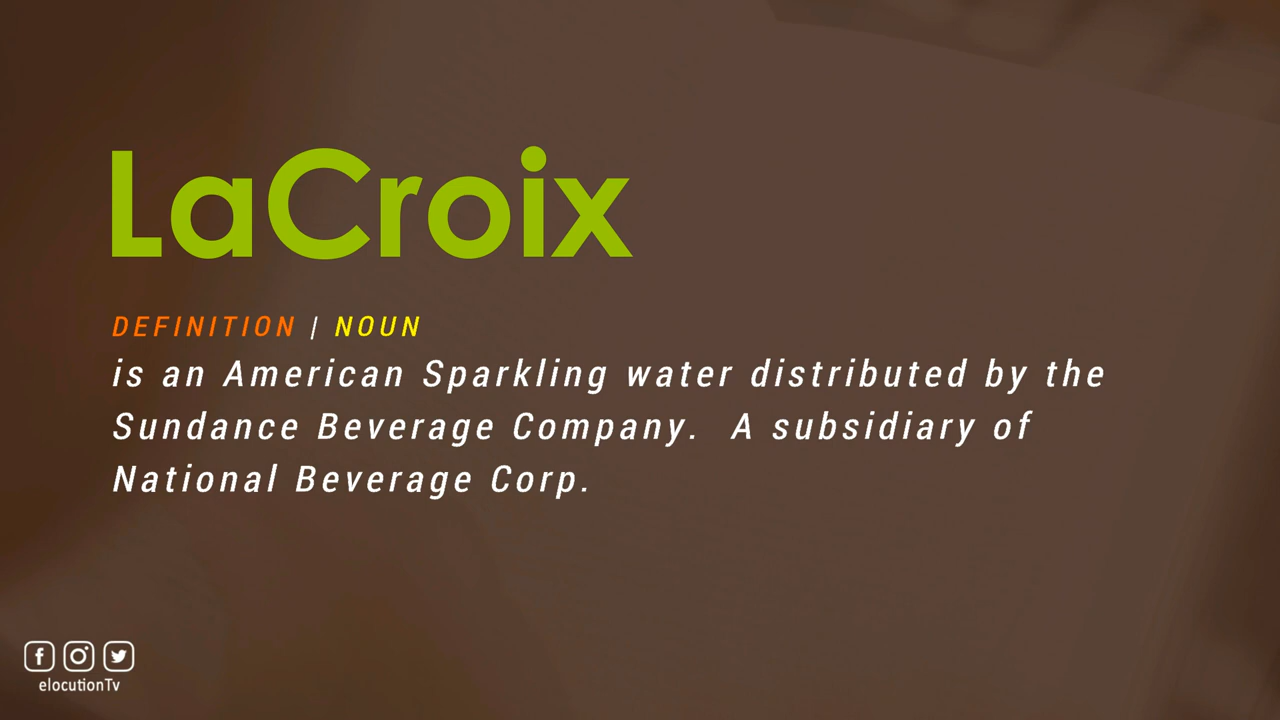 LaCroix
DEFINITION | NOUN
is an American Sparkling water distributed by the
Sundance Beverage Company.  A subsidiary of
National Beverage Corp.
elocutionTv